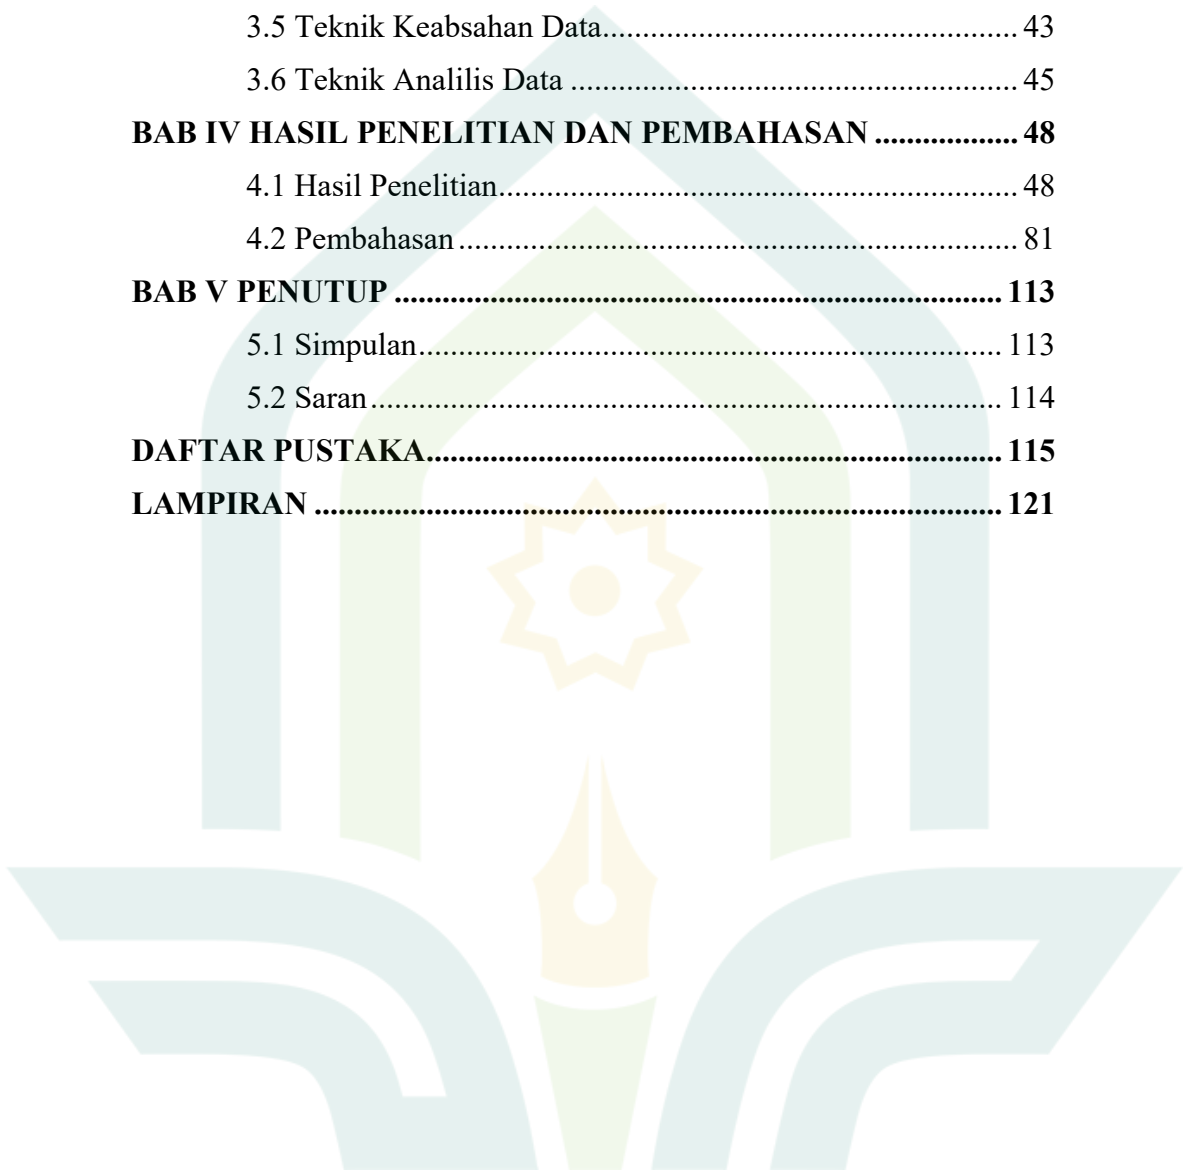 3.5 Teknik Keabsahan Data........................................................ 43
3.6 Teknik Analilis Data ............................................................ 45
BAB IV HASIL PENELITIAN DAN PEMBAHASAN .................. 48
4.1 Hasil Penelitian..................................................................... 48
4.2 Pembahasan .......................................................................... 81
BAB V PENUTUP ............................................................................. 113
5.1 Simpulan............................................................................. 113
5.2 Saran ................................................................................... 114
DAFTAR PUSTAKA......................................................................... 115
LAMPIRAN ....................................................................................... 121